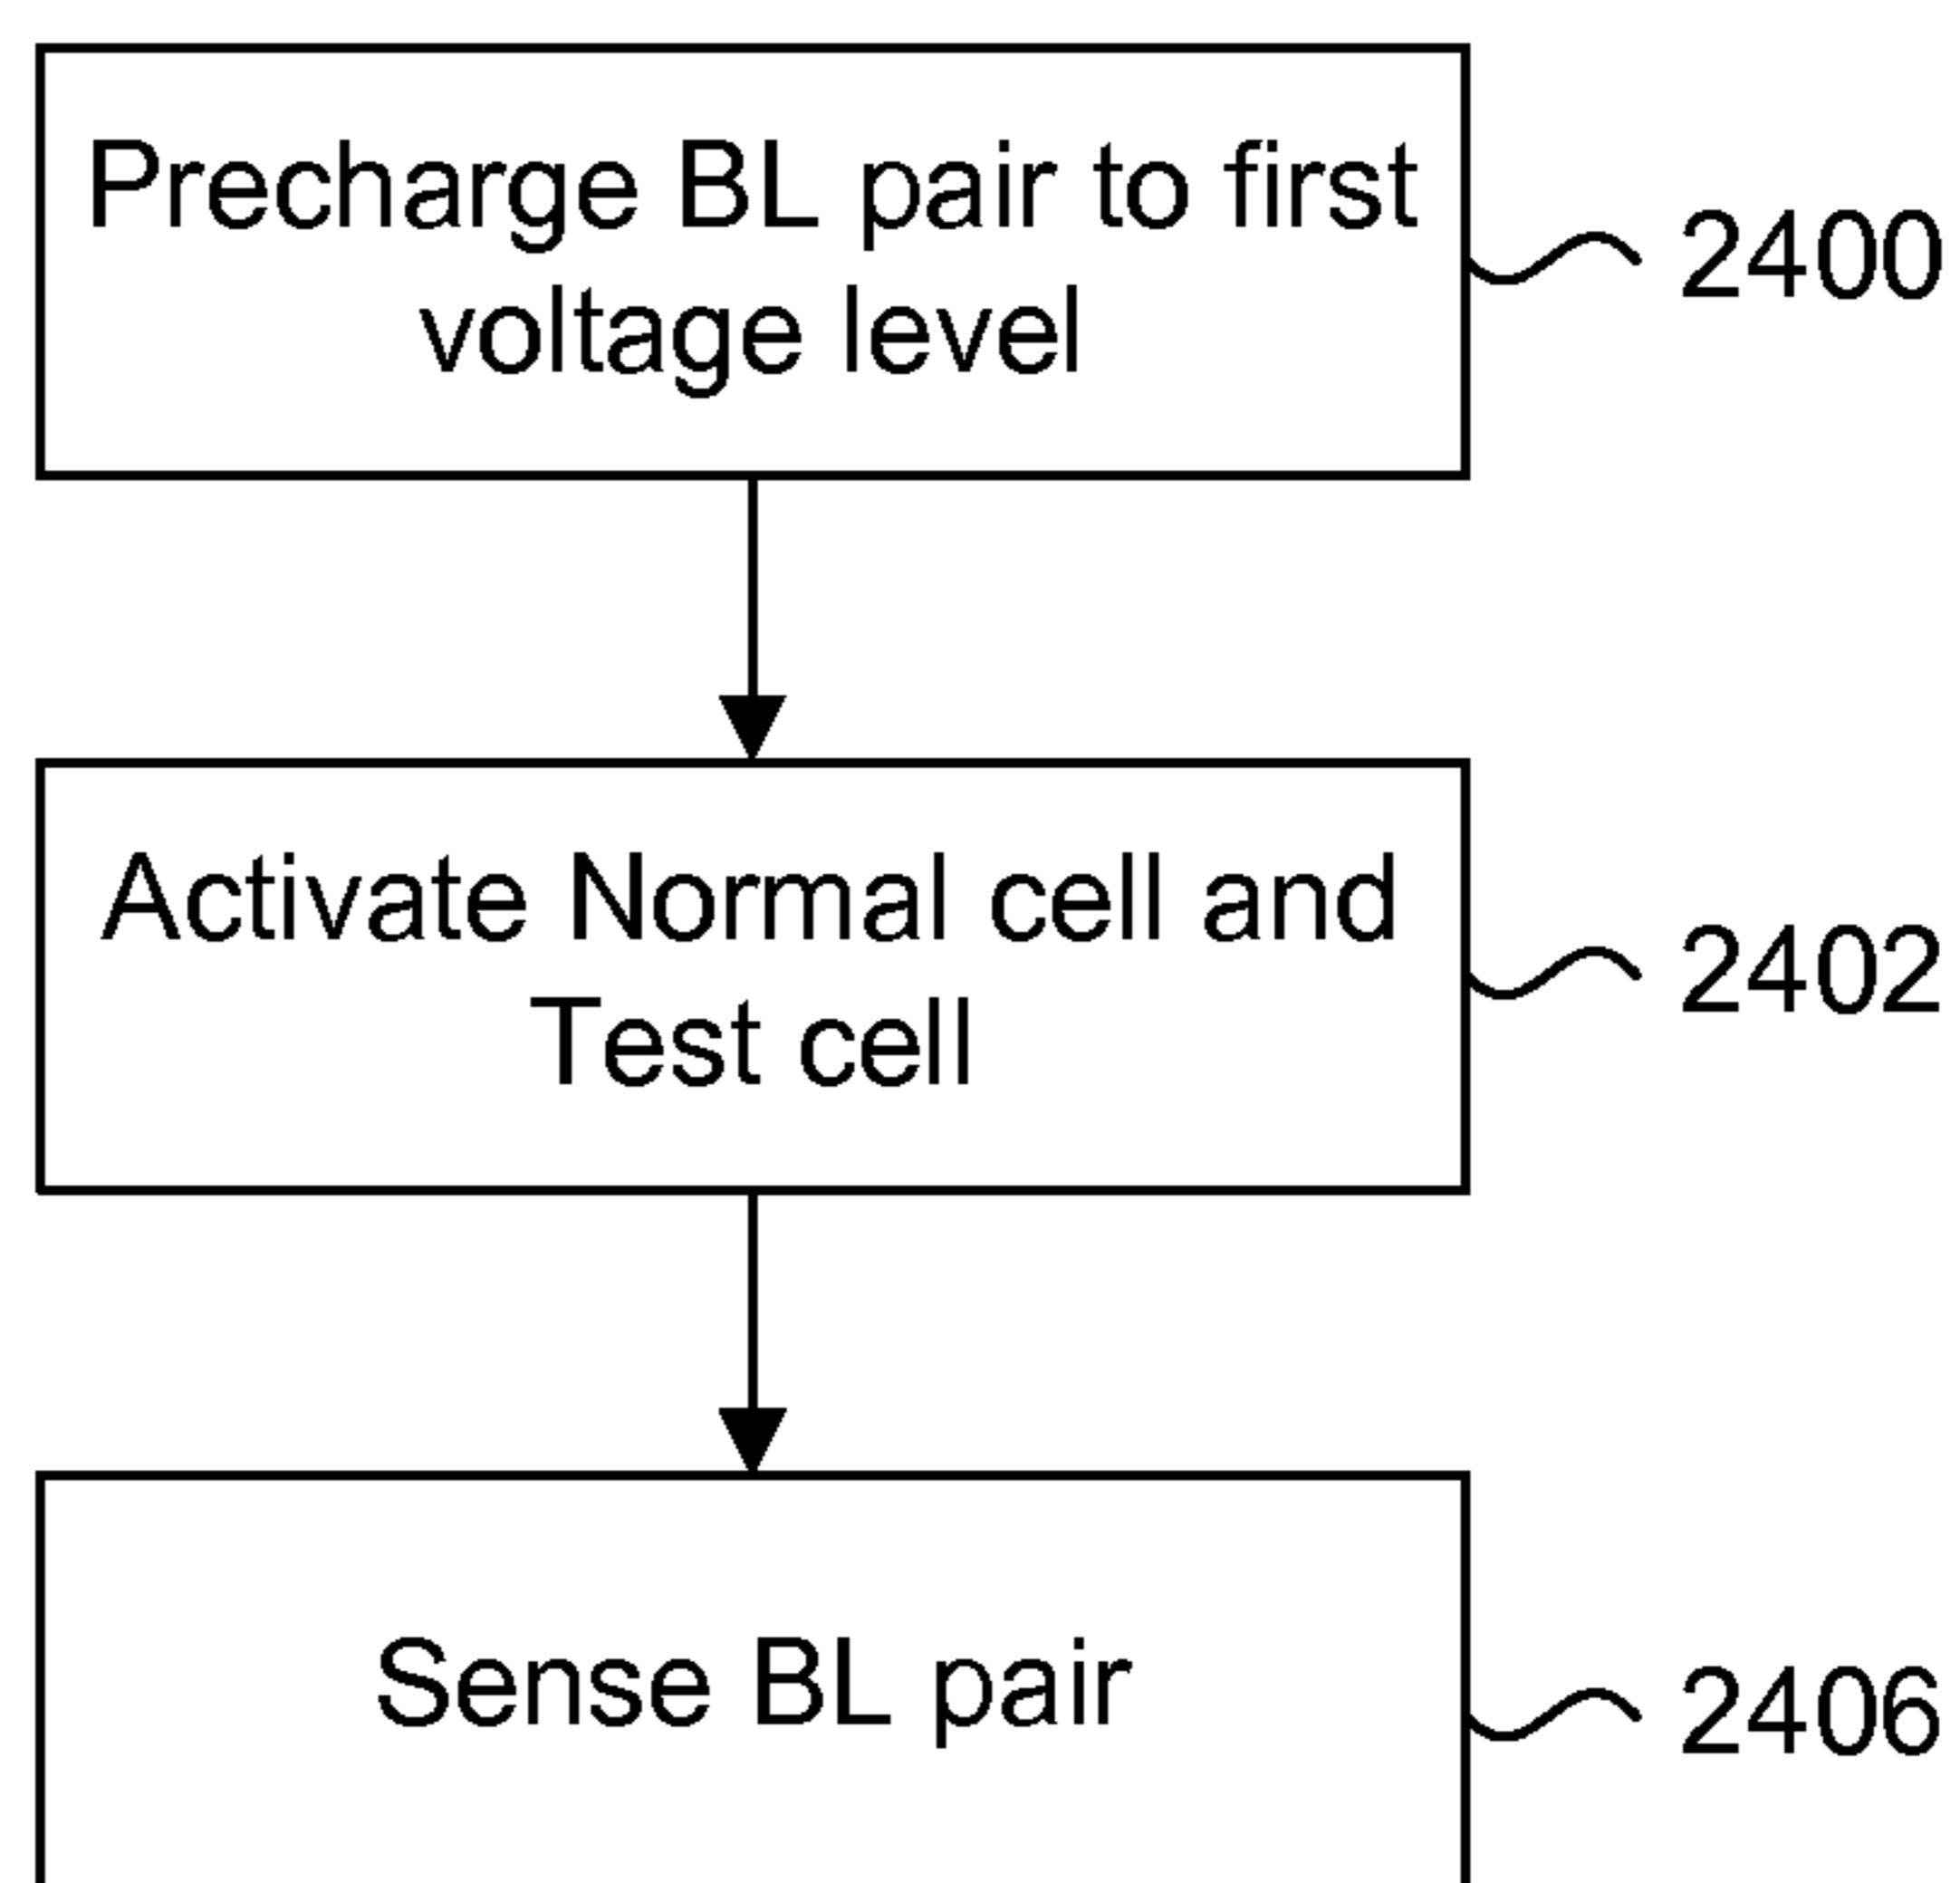 Precharge BL pair to first
voltage level
2400
Activate Normal cell and
Test cell
2402
Sense BL pair
2406